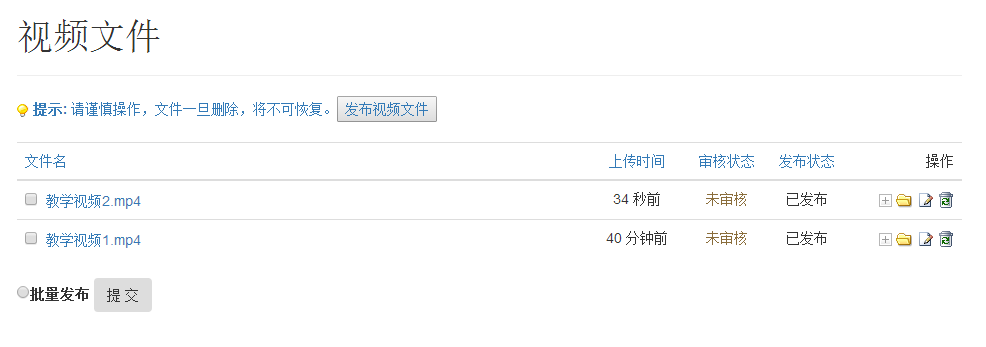 视频文件
提示: 请谨慎操作，文件一旦删除，将不可恢复。 发布视频文件
文件名 上传时间 审核状态 发布状态 操作
教学视频2.mp4 34 秒前 未审核 已发布
教学视频1.mp4 40 分钟前 未审核 已发布
批量发布 提 交